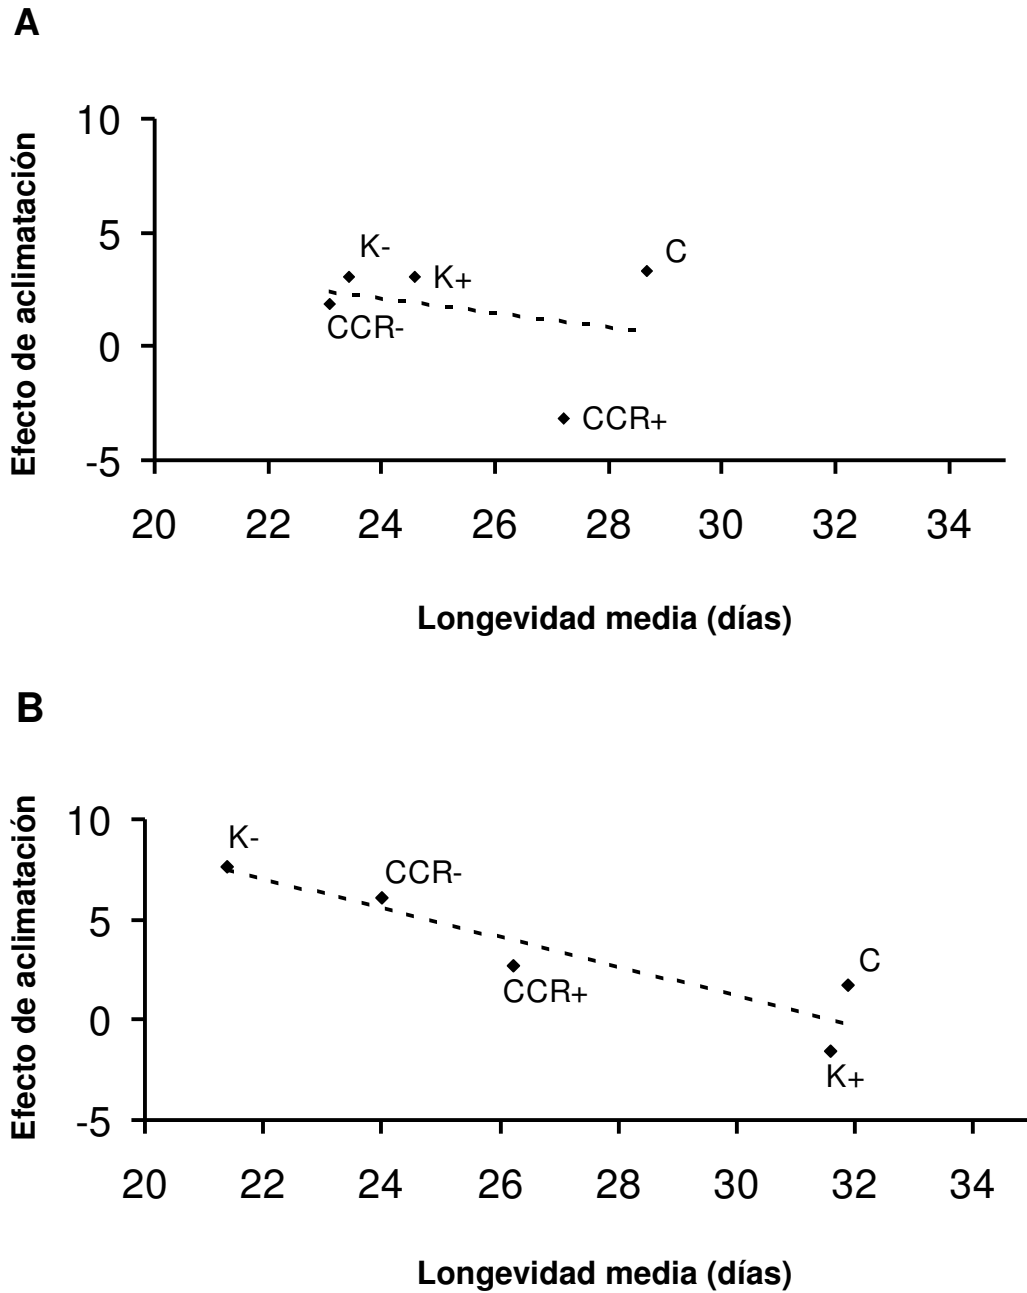 A
Efecto de aclimatación
10
5
0
-5
K-
K+
C
CCR-
CCR+
20 22 24 26 28 30 32 34
Longevidad media (días)
B
Efecto de aclimatación
10
5
0
-5
K-
CCR-
CCR+
C
K+
20 22 24 26 28 30 32 34
Longevidad media (días)